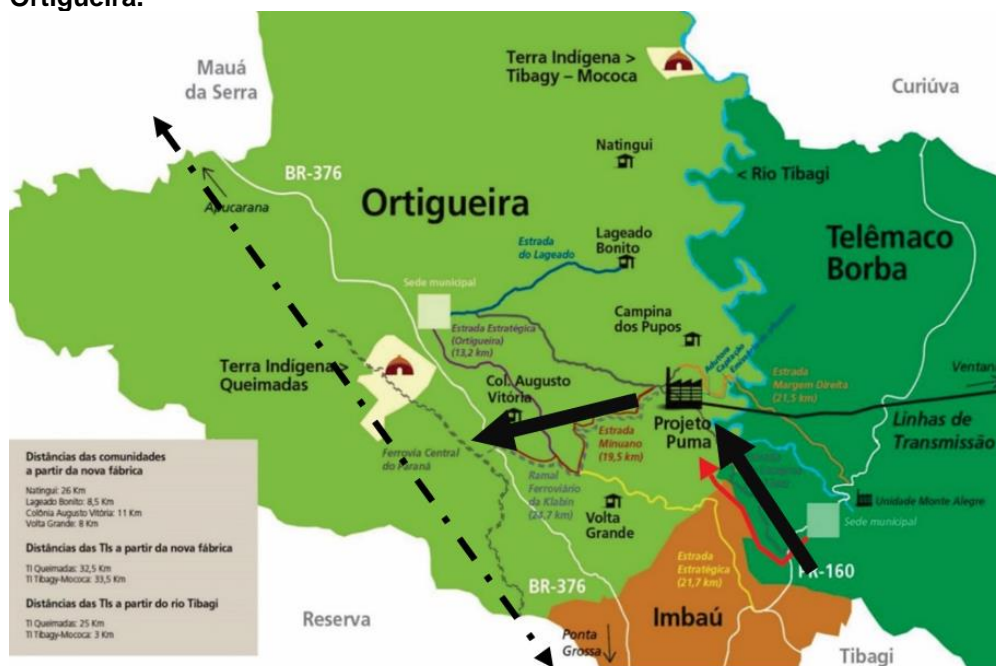 Ortigueira.
Mauá
da Serra
Terra Indígena >
Tibagy – Mococa
Curiúva
Natingui
BR-376
< Rio Tibagi
Apucarana
Ortigueira
Lageado
Bonito
Estrada
do Lageado
Telêmaco
Borba
Sede municipal
Campina
dos Pupos
Estrada Estratégica
(Ortigueira)
(13,2 km)
Terra Indígena >
Queimadas
Col. Augusto
Vitória
Adutora
Captação
Estrada
Margem Direita
(21,5 km)
Ventania
Projeto
Puma
Linhas de
Transmissão
Estrada
Minuano
(19,5 km)
Ferrovia Central
do Paraná
Ramal
Ferroviário
da Klabin
(23,7 km)
Unidade Monte Alegre
Volta
Grande
Sede municipal
Estrada
Estratégica
(21,7 km)
PR-160
BR-376
Imbaú
Reserva
Ponta
Grossa
Tibagi
Distâncias das comunidades
a partir da nova fábrica
Natingui: 26 Km
Lageado Bonito: 8,5 Km
Colônia Augusto Vitória: 11 Km
Volta Grande: 8 Km
Distâncias das TIs a partir da nova fábrica
TI Queimadas: 32,5 Km
TI Tibagy-Mococa: 33,5 Km
Distâncias das TIs a partir do rio Tibagi
TI Queimadas: 25 Km
TI Tibagy-Mococa: 3 Km